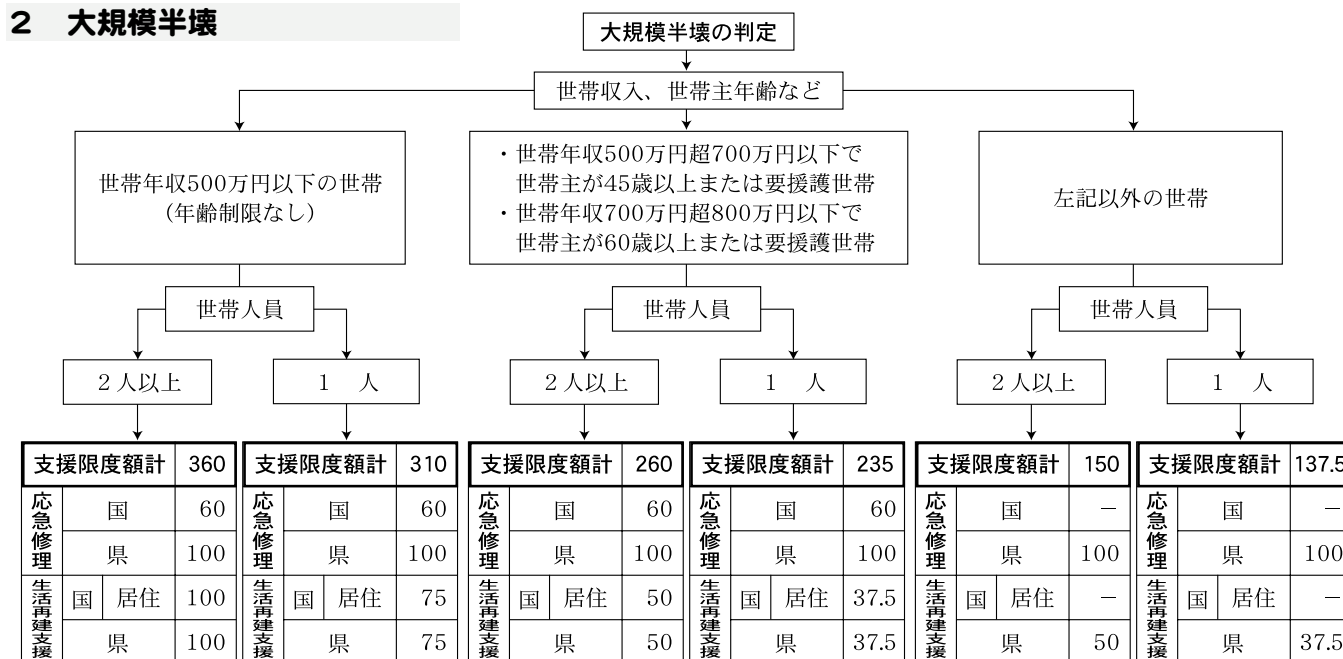 2 大規模半壊
大規模半壊の判定
世帯収入、世帯主年齢など
世帯年収500万円以下の世帯
(年齢制限なし)
・世帯年収500万円超700万円以下で
世帯主が45歳以上または要援護世帯
・世帯年収700万円超800万円以下で
世帯主が60歳以上または要援護世帯
左記以外の世帯
世帯人員 世帯人員 世帯人員
2人以上 1 人 2人以上 1 人 2人以上 1 人
支援限度額計 360 支援限度額計 310 支援限度額計 260 支援限度額計 235 支援限度額計 150 支援限度額計 137.5
応急修理 国 60 応急修理 国 60 応急修理 国 60 応急修理 国 60 応急修理 国 − 応急修理 国 −
県 100 県 100 県 100 県 100 県 100 県 100
生活再建支援 国 居住 100 生活再建支援 国 居住 75 生活再建支援 国 居住 50 生活再建支援 国 居住 37.5 生活再建支援 国 居住 − 生活再建支援 国 居住 −
県 100 県 75 県 50 県 37.5 県 50 県 37.5